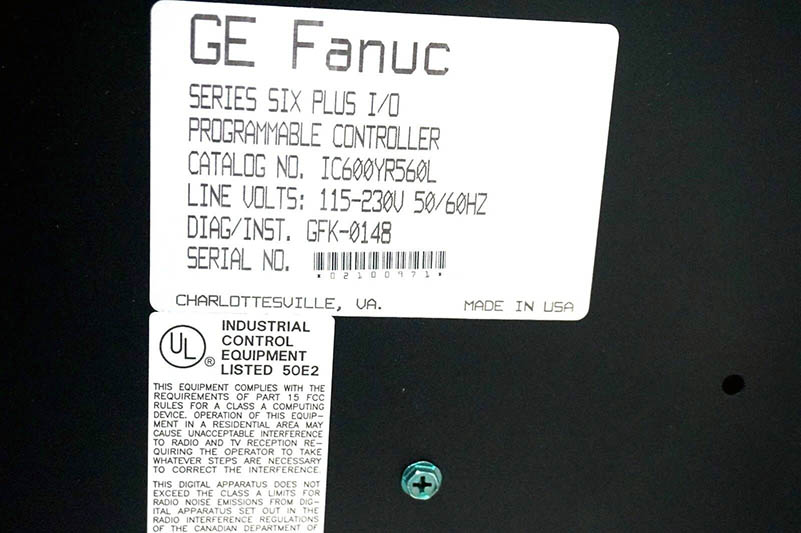 GE Fanuc
SERIES SIX PLUS I/O
PROGRAMMABLE CONTROLLER
CATALOG NO. IC600YR560L
LINE VOLTS: 115-230V 50/60HZ
DIAG/INST. GFK-0148
SERIAL NO.
*02100971*
CHARLOTTESVILLE, VA. MADE IN USA
UL ®
INDUSTRIAL
CONTROL
EQUIPMENT
LISTED 50E2
THIS EQUIPMENT COMPLIES WITH THE
REQUIREMENTS OF PART 15 FCC
RULES FOR A CLASS A COMPUTING
DEVICE. OPERATION OF THIS EQUIP-
MENT IN A RESIDENTIAL AREA MAY
CAUSE UNACCEPTABLE INTERFERENCE
TO RADIO AND TV RECEPTION RE-
QUIRING THE OPERATOR TO TAKE
WHATEVER STEPS ARE NECESSARY
TO CORRECT THE INTERFERENCE.
THIS DIGITAL APPARATUS DOES NOT
EXCEED THE CLASS A LIMITS FOR
RADIO NOISE EMISSIONS FROM DIG-
ITAL APPARATUS SET OUT IN THE
RADIO INTERFERENCE REGULATIONS
OF THE CANADIAN DEPARTMENT OF